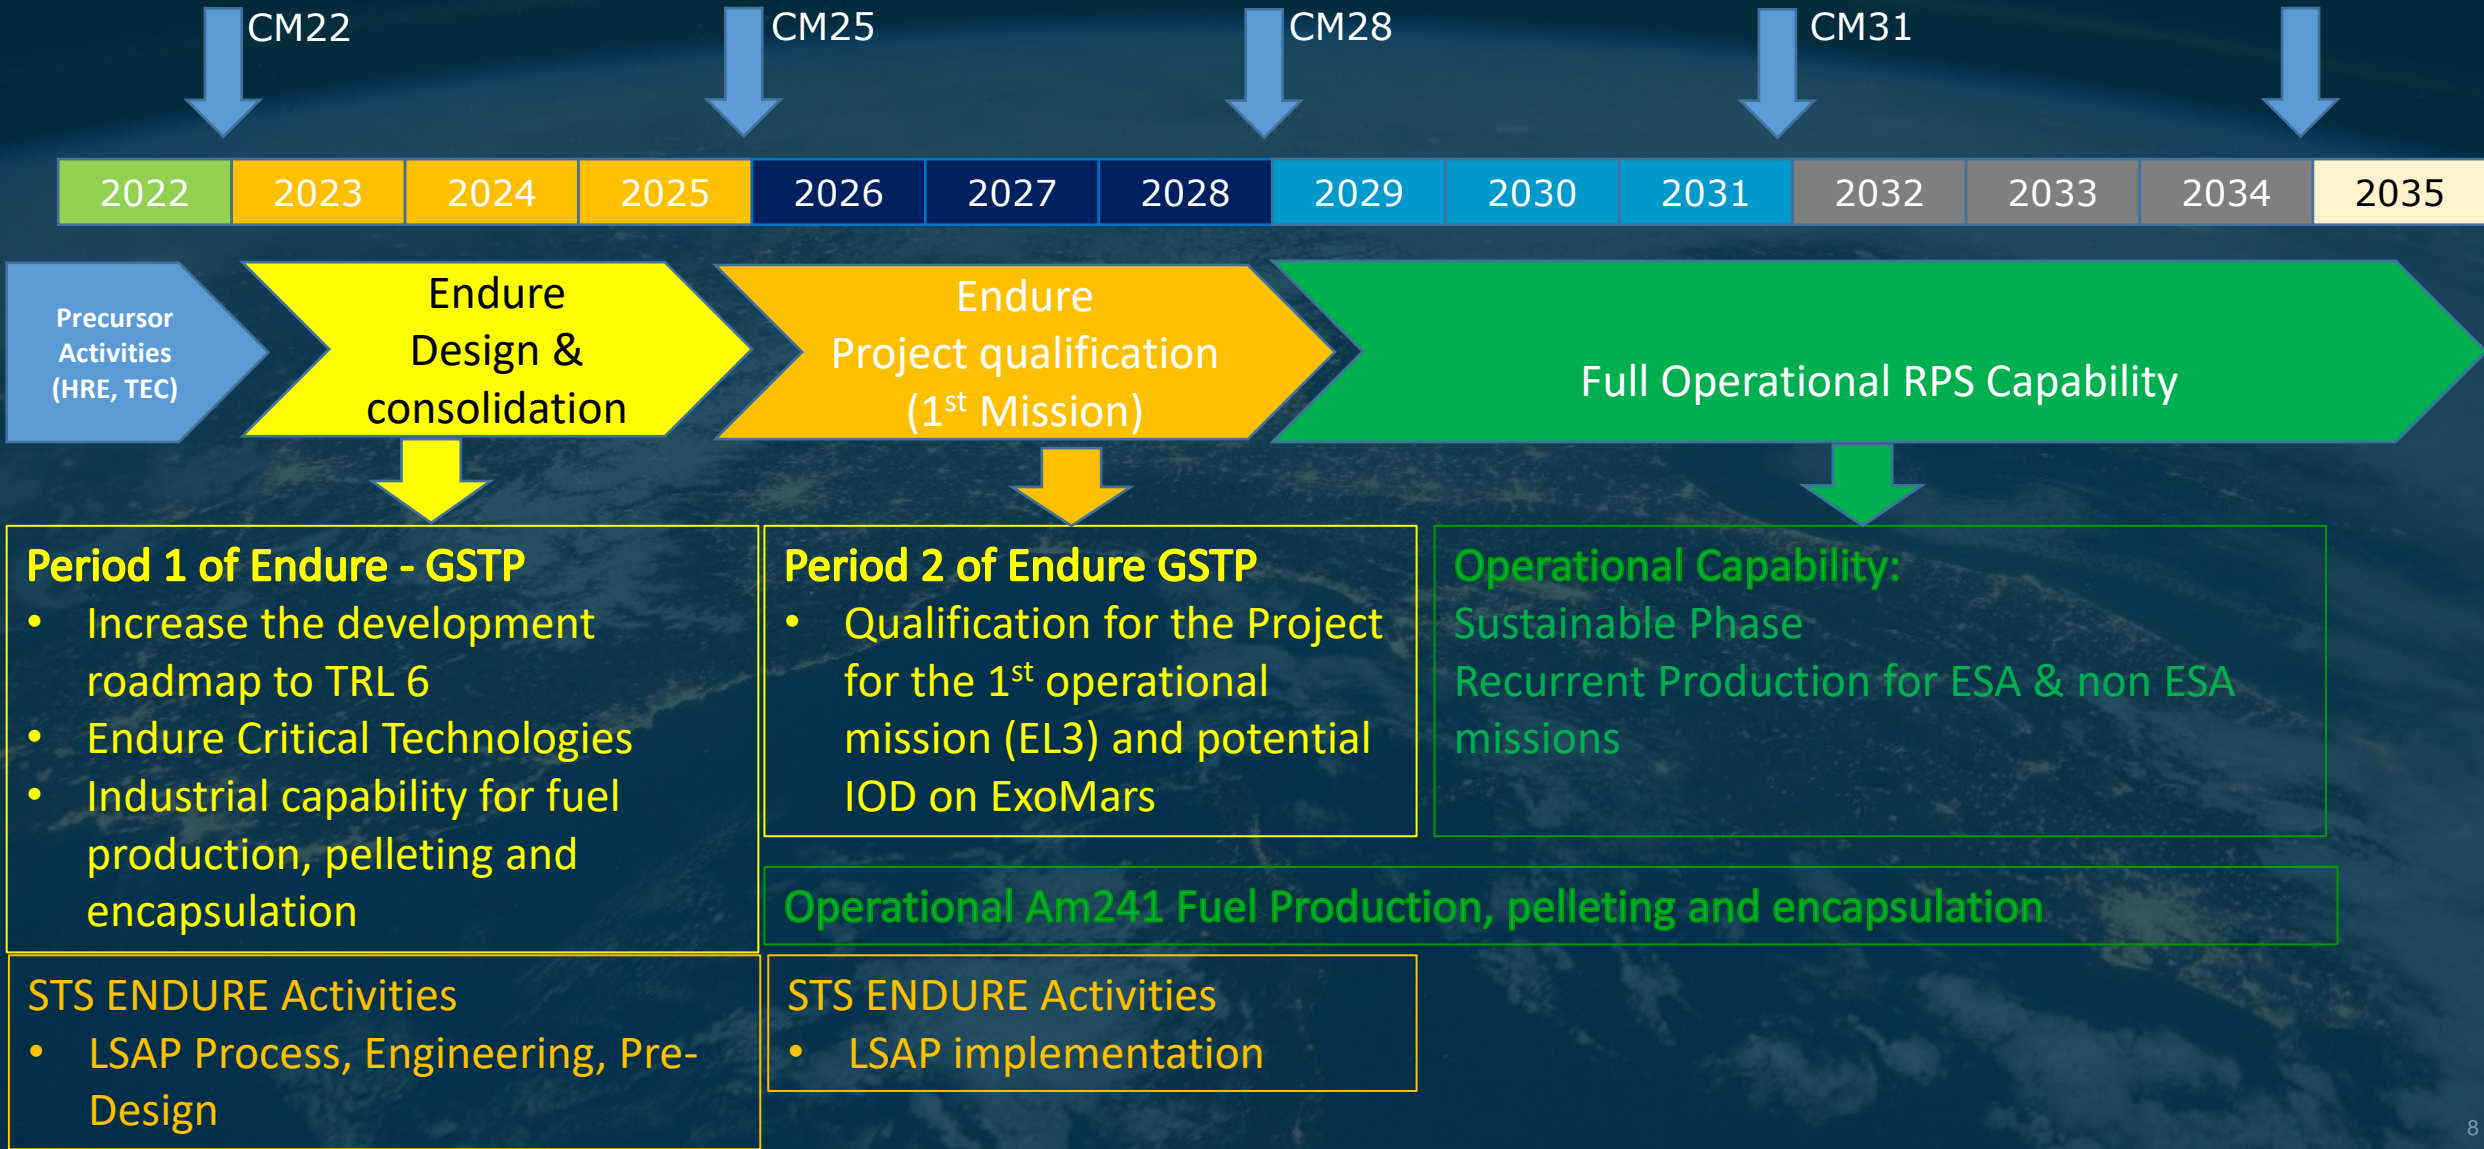 CM22
CM25
CM28
CM31
2022
2023
2024
2025
2026
2027
2028
2029
2030
2031
2032
2033
2034
2035
Precursor
Activities
(HRE, TEC)
Endure
Design &
consolidation
Endure
Project qualification
(1st Mission)
Full Operational RPS Capability
Period 1 of Endure - GSTP
• Increase the development
roadmap to TRL 6
• Endure Critical Technologies
• Industrial capability for fuel
production, pelleting and
encapsulation
Period 2 of Endure GSTP
• Qualification for the Project
for the 1st operational
mission (EL3) and potential
IOD on ExoMars
Operational Capability:
Sustainable Phase
Recurrent Production for ESA & non ESA
missions
Operational Am241 Fuel Production, pelleting and encapsulation
STS ENDURE Activities
• LSAP Process, Engineering, Pre-
Design
STS ENDURE Activities
• LSAP implementation
8